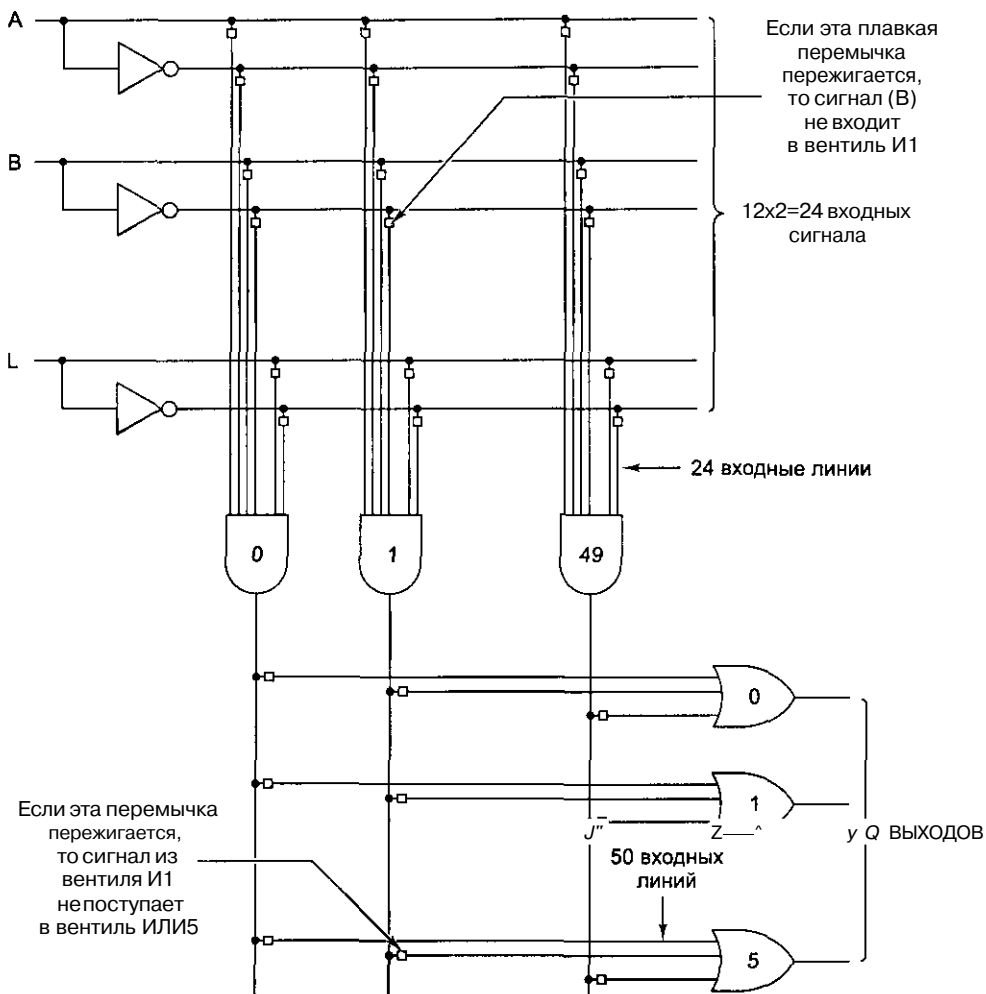 A
Если эта плавкая
перемычка
пережигается,
то сигнал (В)
не входит
в вентиль И1
B
12x2=24 входных
сигнала
L
24 входные линии
0
1
49
0
1
Если эта перемычка
пережигается,
то сигнал из
вентиля И1
не поступает
в вентиль ИЛИ5
J" Z—^ y Q ВЫХОДОВ
50 входных
линий
5